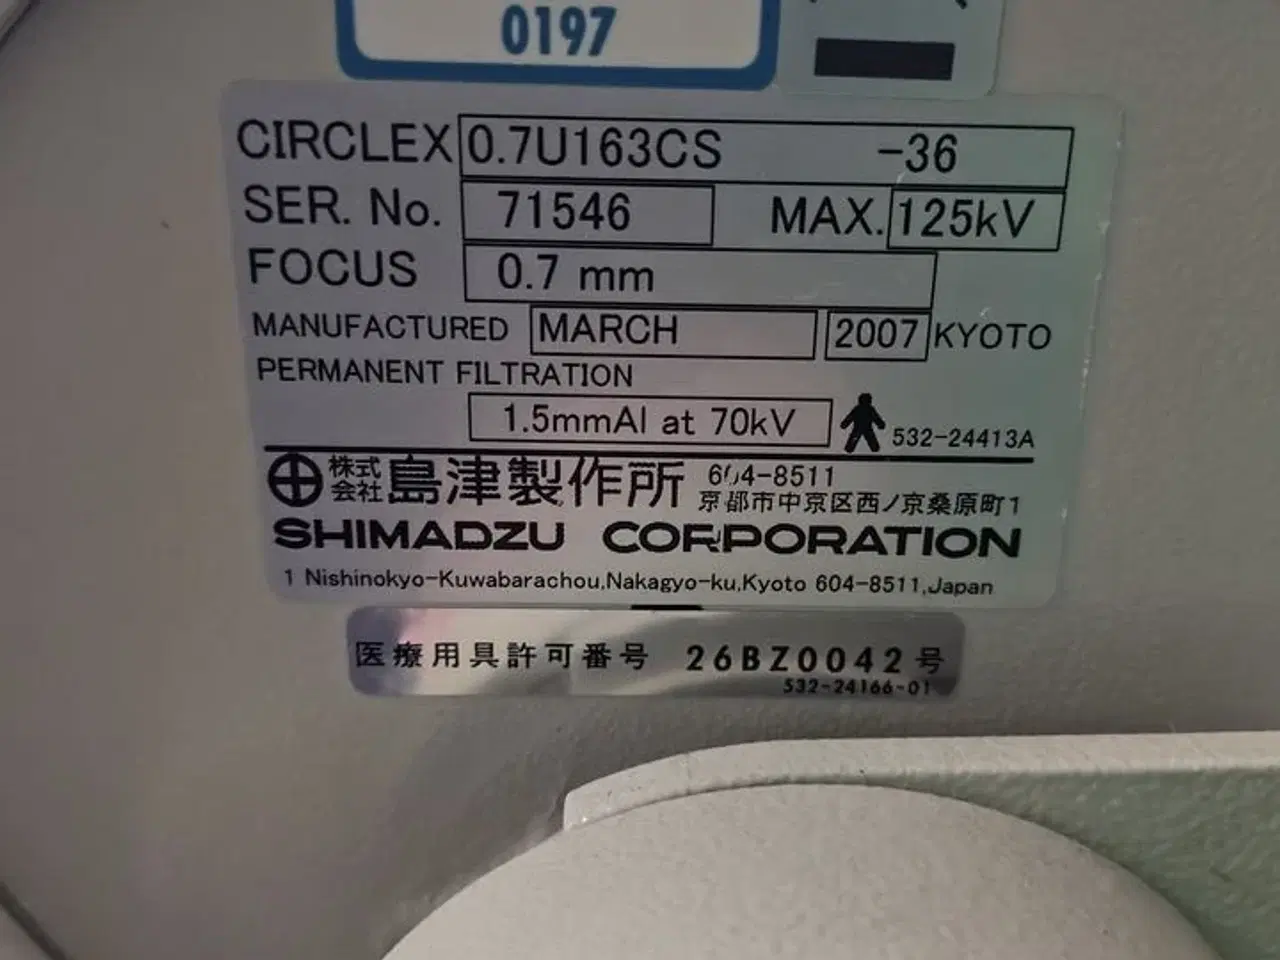 0197
CIRCLEX 0.7U163CS -36
SER. No. 71546 MAX. 125kV
FOCUS 0.7 mm
MANUFACTURED MARCH 2007 KYOTO
PERMANENT FILTRATION
1.5mmAl at 70kV 532-24413A
株式会社 島津製作所 604-8511
京都市中京区西ノ京桑原町1
SHIMADZU CORPORATION
1 Nishinokyo-Kuwabarachou,Nakagyo-ku,Kyoto 604-8511,Japan
医療用具許可番号 26BZ0042号
532-24166-01